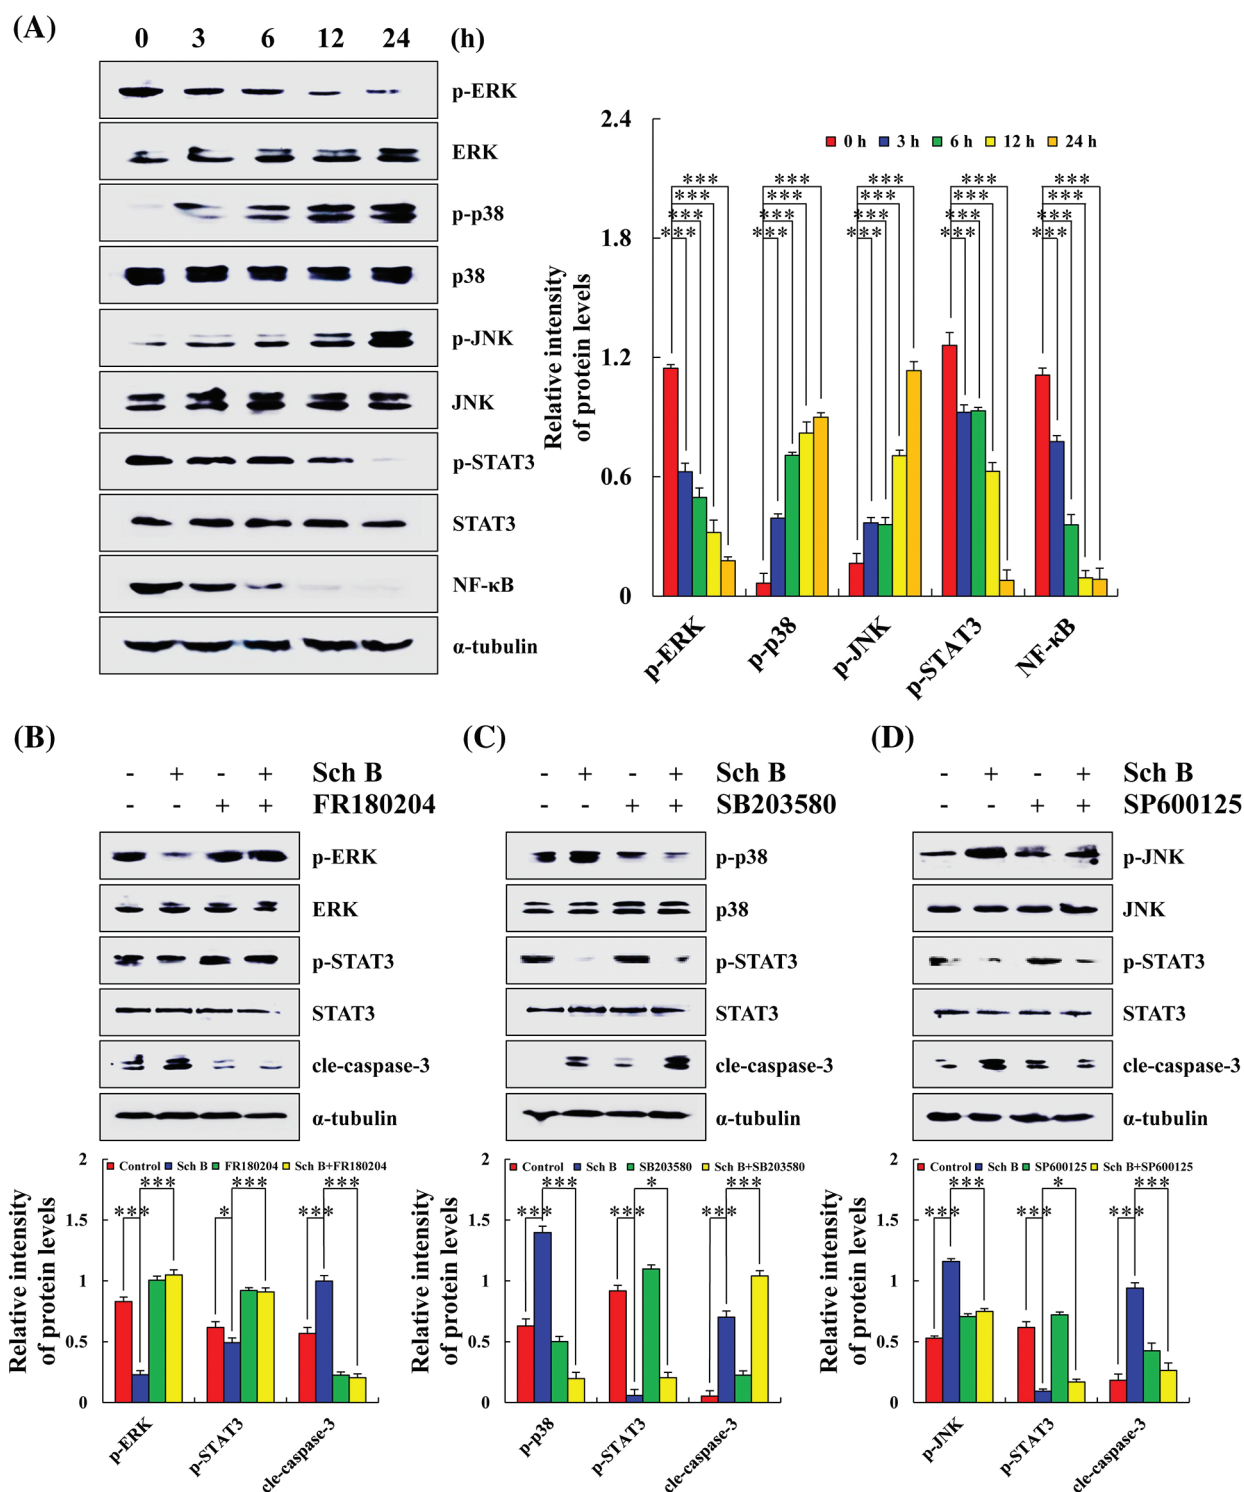 (A)
0 3 6 12 24 (h)
p-ERK
ERK
p-p38
p38
p-JNK
JNK
p-STAT3
STAT3
NF-κB
α-tubulin
Relative intensity
of protein levels
2.4
1.8
1.2
0.6
0
0 h 3 h 6 h 12 h 24 h
*** *** *** *** ***
*** *** *** *** ***
*** *** *** *** ***
*** *** *** *** ***
p-ERK p-p38 p-JNK p-STAT3 NF-κB
(B)
- + - + Sch B
- - + + FR180204
p-ERK
ERK
p-STAT3
STAT3
cle-caspase-3
α-tubulin
Relative intensity
of protein levels
2
1.5
1
0.5
0
Control Sch B FR180204 Sch B+FR180204
*** *** ***
*** * ***
p-ERK p-STAT3 cle-caspase-3
(C)
- + - + Sch B
- - + + SB203580
p-p38
p38
p-STAT3
STAT3
cle-caspase-3
α-tubulin
Relative intensity
of protein levels
2
1.5
1
0.5
0
Control Sch B SB203580 Sch B+SB203580
*** * ***
*** *** ***
p-p38 p-STAT3 cle-caspase-3
(D)
- + - + Sch B
- - + + SP600125
p-JNK
JNK
p-STAT3
STAT3
cle-caspase-3
α-tubulin
Relative intensity
of protein levels
2
1.5
1
0.5
0
Control Sch B SP600125 Sch B+SP600125
*** * ***
*** *** ***
p-JNK p-STAT3 cle-caspase-3